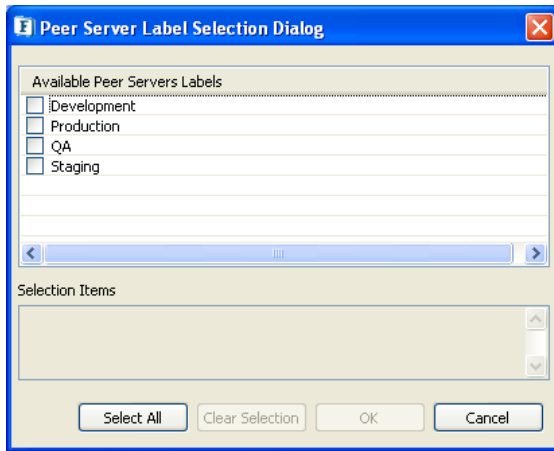 Peer Server Label Selection Dialog
Available Peer Servers Labels
Development
Production
QA
Staging
Selection Items
Select All Clear Selection OK Cancel